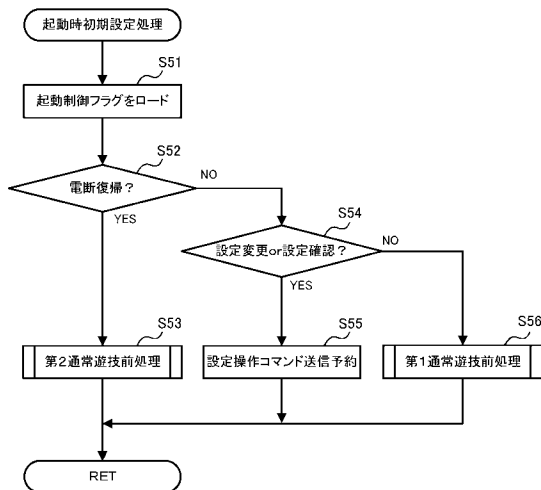 起動時初期設定処理
S51
起動制御フラグをロード
S52
電断復帰？
NO
YES
S54
設定変更or設定確認？
NO
YES
S53
第2通常遊技前処理
S55
設定操作コマンド送信予約
S56
第1通常遊技前処理
RET